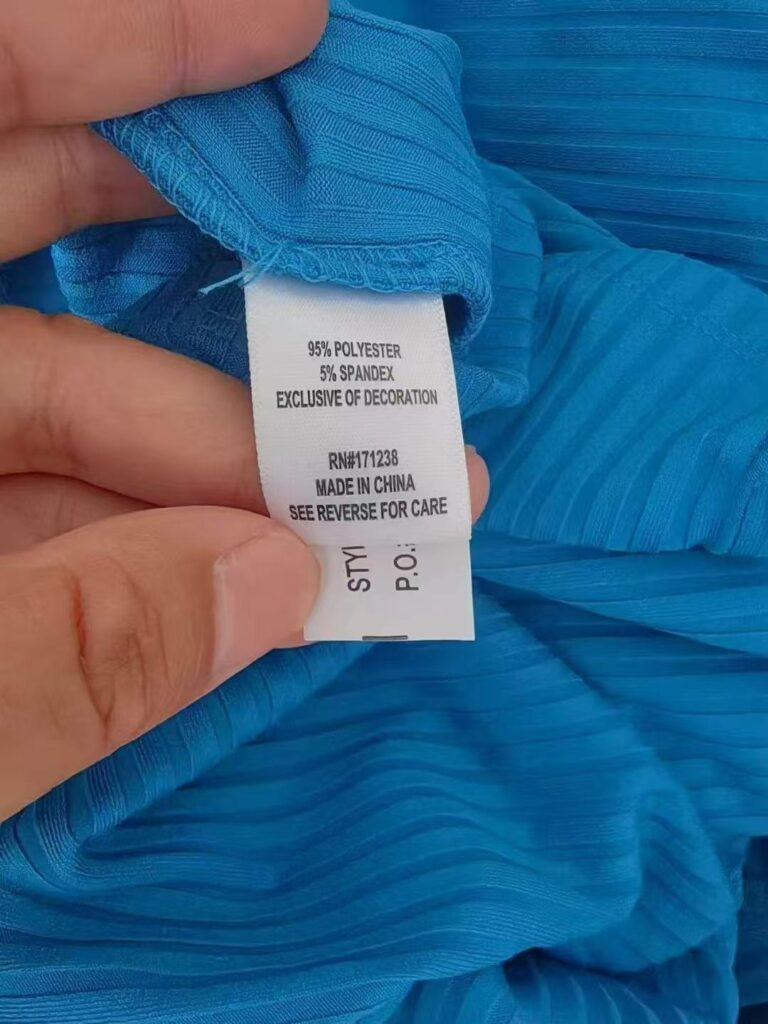 95% POLYESTER
5% SPANDEX
EXCLUSIVE OF DECORATION
RN#171238
MADE IN CHINA
SEE REVERSE FOR CARE
P.O.